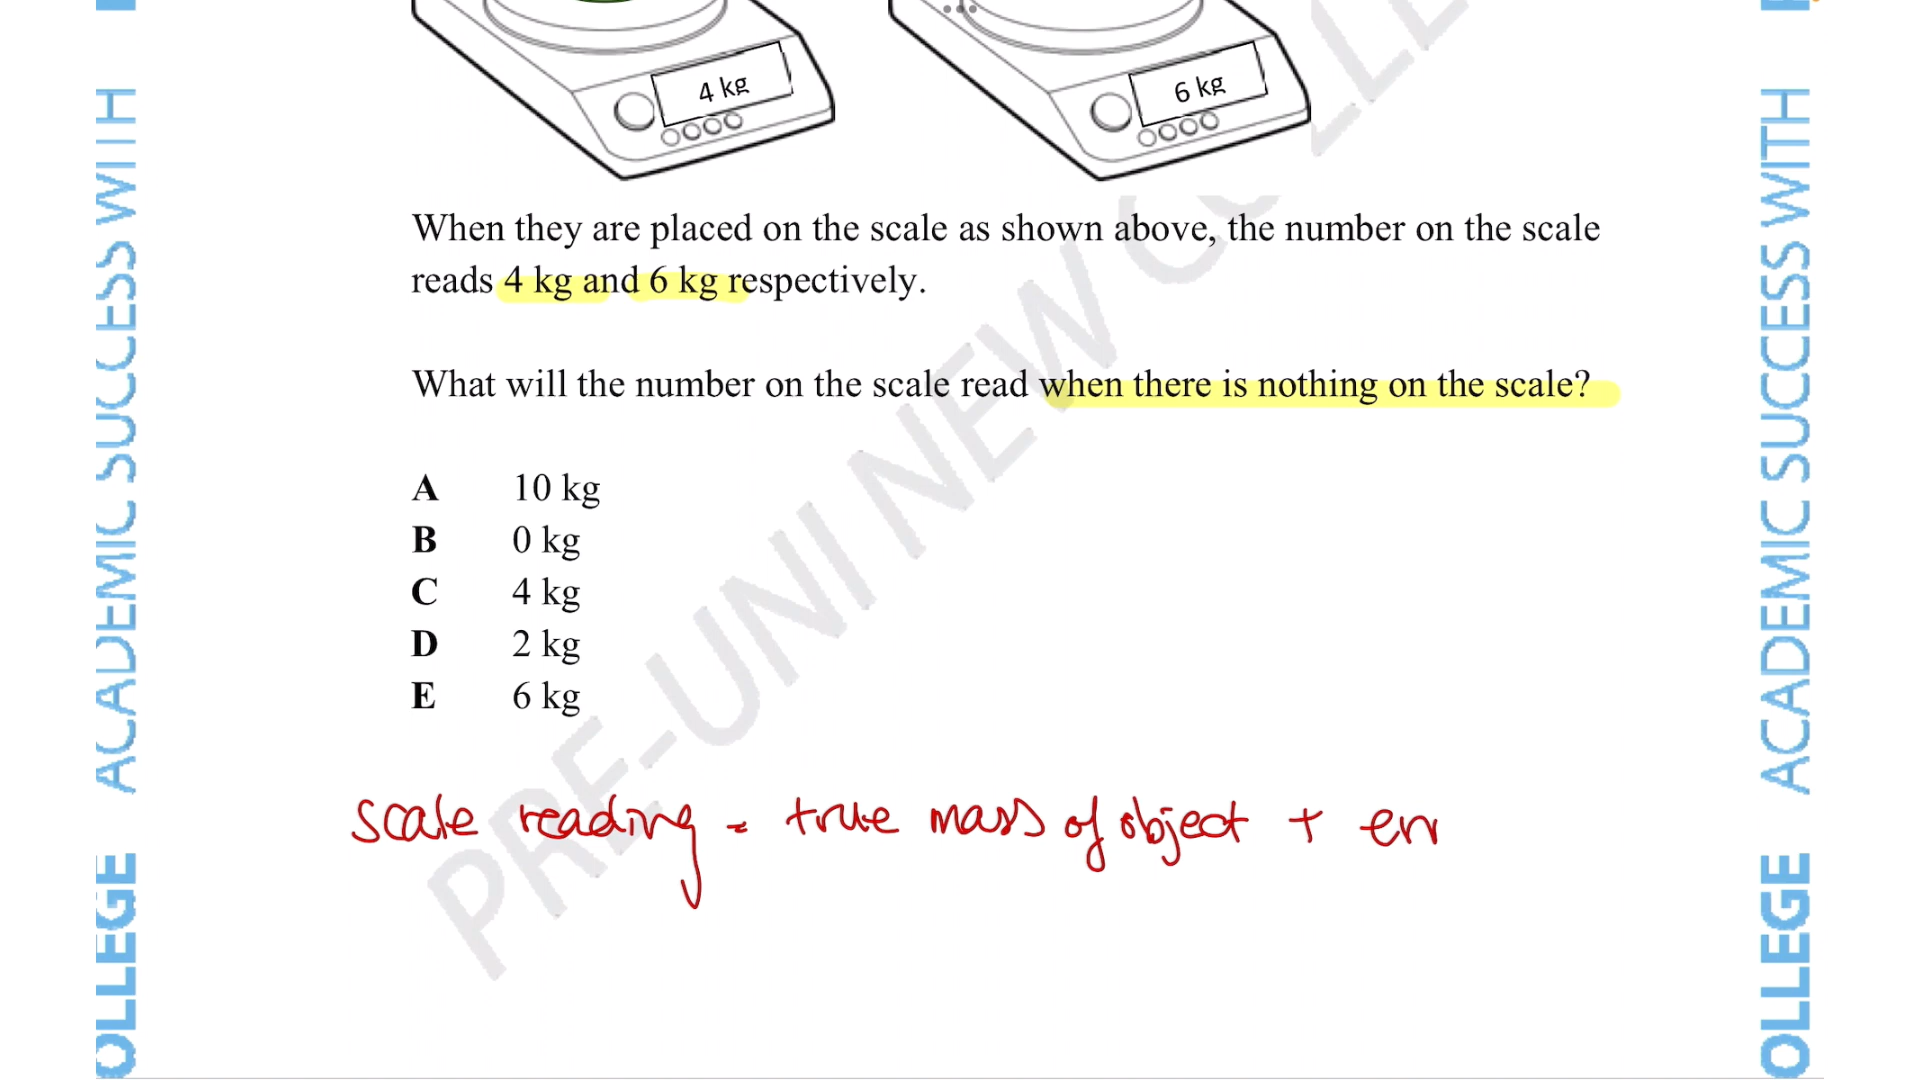 4 kg
6 kg
When they are placed on the scale as shown above, the number on the scale
reads 4 kg and 6 kg respectively.
What will the number on the scale read when there is nothing on the scale?
A 10 kg
B 0 kg
C 4 kg
D 2 kg
E 6 kg
scale reading = true mass of object + err
PRE-UNI NEW COLLE
OLLEGE ACADEMIC SUCCESS WITH
OLLEGE ACADEMIC SUCCESS WITH